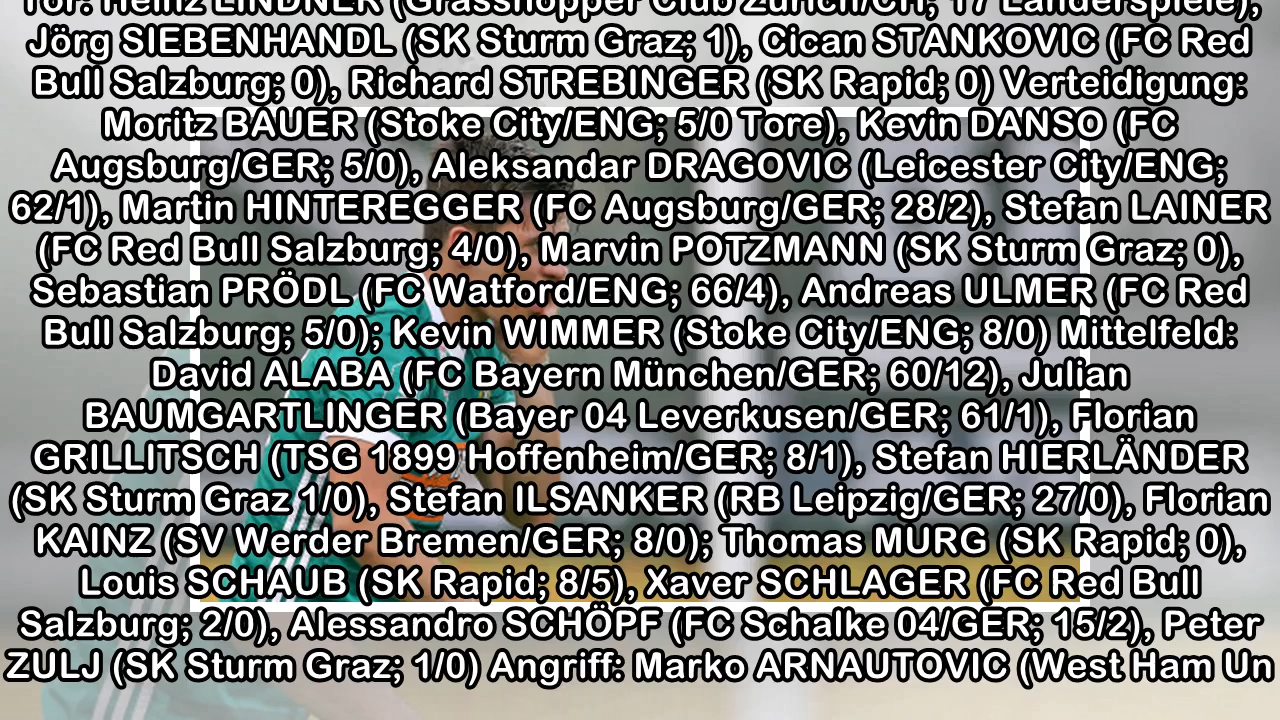 Tor: Heinz LINDNER (Grasshopper Club Zürich/CH; 17 Länderspiele),
Jörg SIEBENHANDL (SK Sturm Graz; 1), Cican STANKOVIC (FC Red
Bull Salzburg; 0), Richard STREBINGER (SK Rapid; 0) Verteidigung:
Moritz BAUER (Stoke City/ENG; 5/0 Tore), Kevin DANSO (FC
Augsburg/GER; 5/0), Aleksandar DRAGOVIC (Leicester City/ENG;
62/1), Martin HINTEREGGER (FC Augsburg/GER; 28/2), Stefan LAINER
(FC Red Bull Salzburg; 4/0), Marvin POTZMANN (SK Sturm Graz; 0),
Sebastian PRÖDL (FC Watford/ENG; 66/4), Andreas ULMER (FC Red
Bull Salzburg; 5/0); Kevin WIMMER (Stoke City/ENG; 8/0) Mittelfeld:
David ALABA (FC Bayern München/GER; 60/12), Julian
BAUMGARTLINGER (Bayer 04 Leverkusen/GER; 61/1), Florian
GRILLITSCH (TSG 1899 Hoffenheim/GER; 8/1), Stefan HIERLÄNDER
(SK Sturm Graz 1/0), Stefan ILSANKER (RB Leipzig/GER; 27/0), Florian
KAINZ (SV Werder Bremen/GER; 8/0); Thomas MURG (SK Rapid; 0),
Louis SCHAUB (SK Rapid; 8/5), Xaver SCHLAGER (FC Red Bull
Salzburg; 2/0), Alessandro SCHÖPF (FC Schalke 04/GER; 15/2), Peter
ZULJ (SK Sturm Graz; 1/0) Angriff: Marko ARNAUTOVIC (West Ham Un